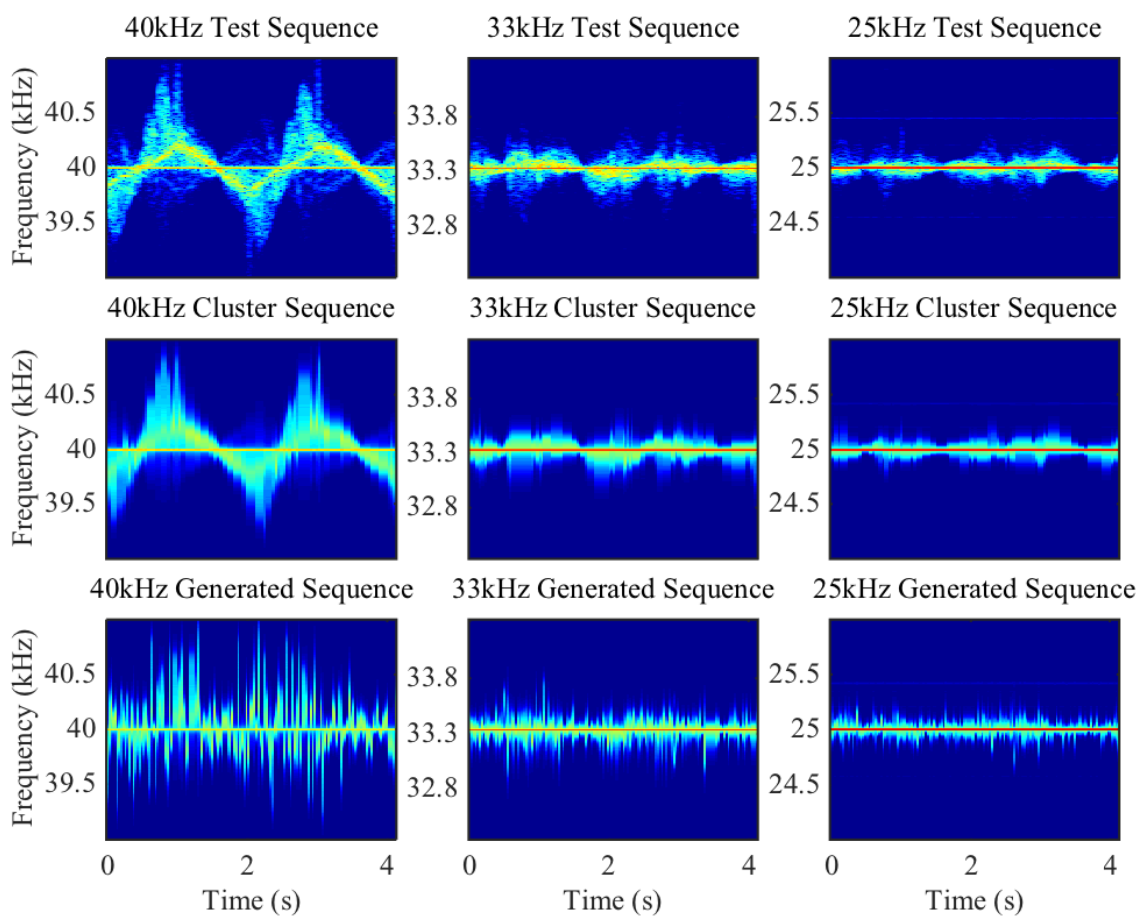 40kHz Test Sequence
33kHz Test Sequence
25kHz Test Sequence
Frequency (kHz)
40.5
40
39.5
33.8
33.3
32.8
25.5
25
24.5
40kHz Cluster Sequence
33kHz Cluster Sequence
25kHz Cluster Sequence
Frequency (kHz)
40.5
40
39.5
33.8
33.3
32.8
25.5
25
24.5
40kHz Generated Sequence
33kHz Generated Sequence
25kHz Generated Sequence
Frequency (kHz)
40.5
40
39.5
33.8
33.3
32.8
25.5
25
24.5
0 2 4
0 2 4
0 2 4
Time (s)
Time (s)
Time (s)